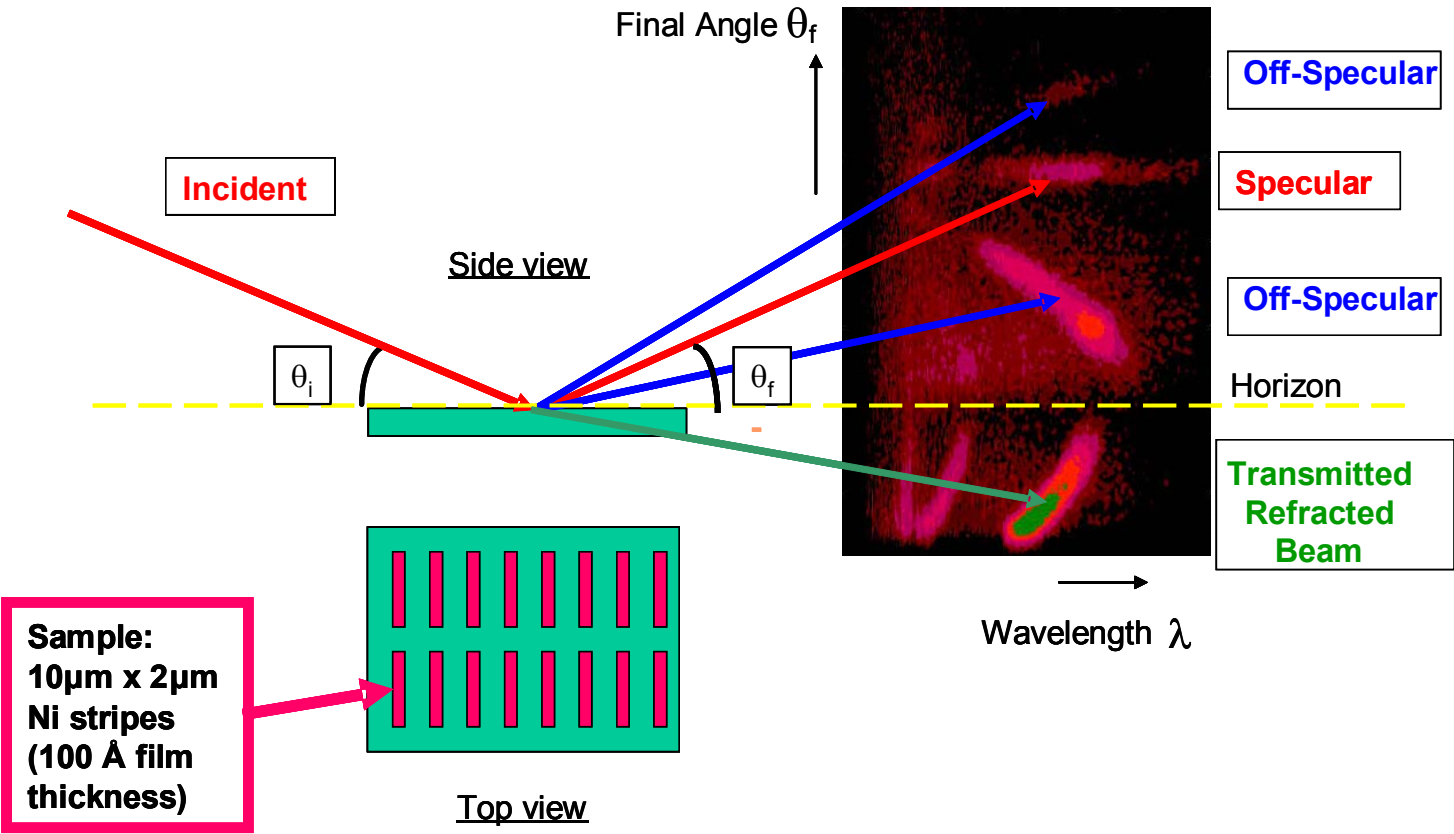 Final Angle θf
Off-Specular
Incident
Specular
Side view
Off-Specular
θi
θf
Horizon
-
Transmitted
Refracted
Beam
Wavelength λ
Sample:
10µm x 2µm
Ni stripes
(100 Å film
thickness)
Top view